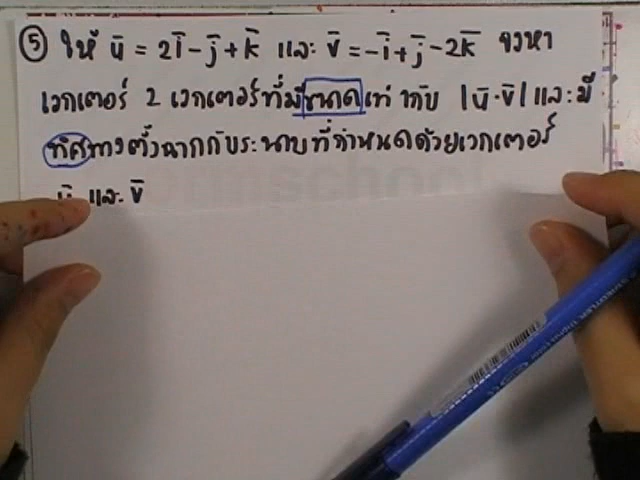 ⑤ ให้ ū = 2ī-j̄+k̄ และ v̄ = -ī+j̄-2k̄ จงหา
เวกเตอร์ 2 เวกเตอร์ที่มีขนาดเท่ากับ |ū·v̄| และมี
ทิศทางตั้งฉากกับระนาบที่กำหนดด้วยเวกเตอร์
ū และ v̄